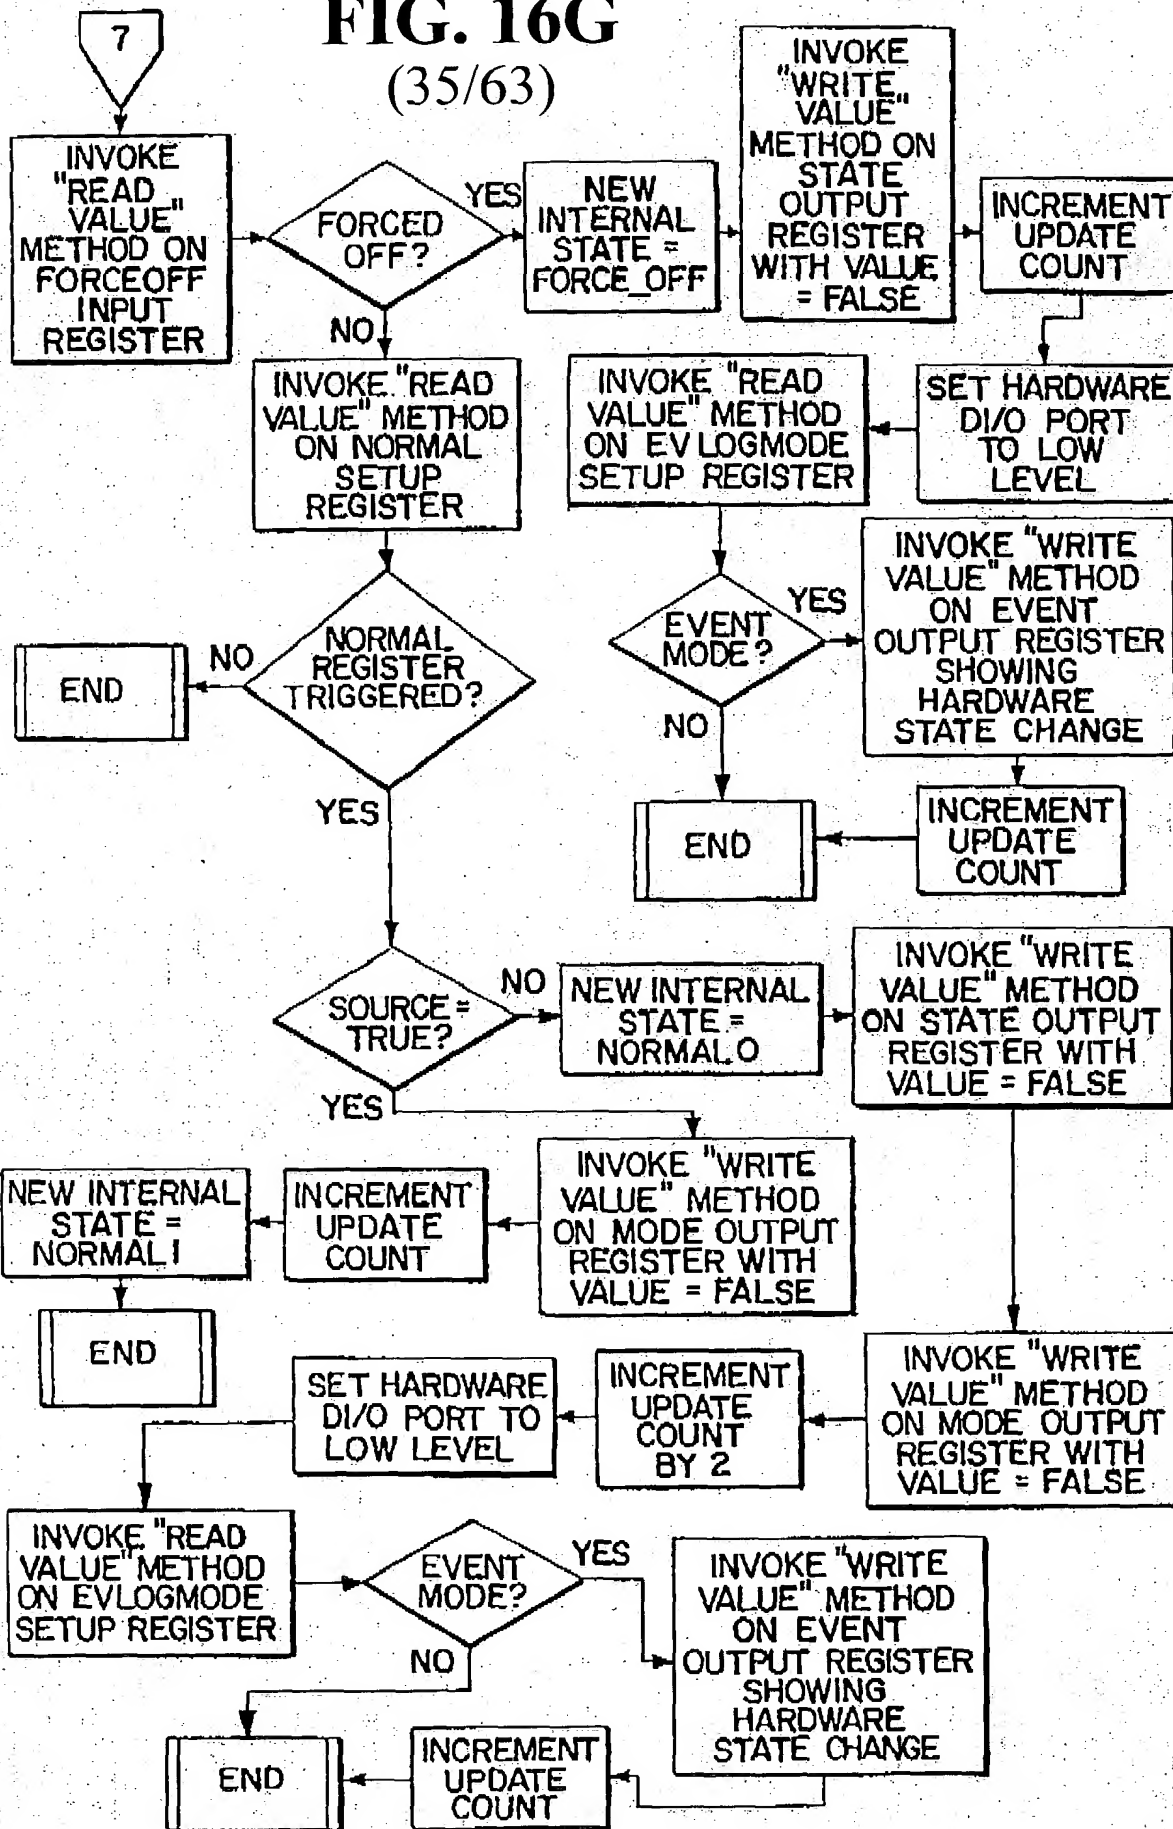 FIG. 16G
(35/63)
7
INVOKE
"READ
VALUE"
METHOD ON
FORCEOFF
INPUT
REGISTER
FORCED
OFF?
YES
NO
NEW
INTERNAL
STATE =
FORCE_OFF
INVOKE
"WRITE
VALUE"
METHOD ON
STATE
OUTPUT
REGISTER
WITH VALUE
= FALSE
INCREMENT
UPDATE
COUNT
SET HARDWARE
DI/O PORT
TO LOW
LEVEL
INVOKE "READ
VALUE" METHOD
ON EVLOGMODE
SETUP REGISTER
INVOKE "READ
VALUE" METHOD
ON NORMAL
SETUP
REGISTER
EVENT
MODE?
YES
NO
INVOKE "WRITE
VALUE" METHOD
ON EVENT
OUTPUT REGISTER
SHOWING
HARDWARE
STATE CHANGE
INCREMENT
UPDATE
COUNT
END
NORMAL
REGISTER
TRIGGERED?
NO
END
YES
SOURCE =
TRUE?
NO
YES
NEW INTERNAL
STATE =
NORMAL0
INVOKE "WRITE
VALUE" METHOD
ON STATE OUTPUT
REGISTER WITH
VALUE = FALSE
INVOKE "WRITE
VALUE" METHOD
ON MODE OUTPUT
REGISTER WITH
VALUE = FALSE
INCREMENT
UPDATE
COUNT
NEW INTERNAL
STATE =
NORMAL1
END
INVOKE "WRITE
VALUE" METHOD
ON MODE OUTPUT
REGISTER WITH
VALUE = FALSE
INCREMENT
UPDATE
COUNT
BY 2
SET HARDWARE
DI/O PORT TO
LOW LEVEL
INVOKE "READ
VALUE" METHOD
ON EVLOGMODE
SETUP REGISTER
EVENT
MODE?
YES
NO
INVOKE "WRITE
VALUE" METHOD
ON EVENT
OUTPUT REGISTER
SHOWING
HARDWARE
STATE CHANGE
INCREMENT
UPDATE
COUNT
END